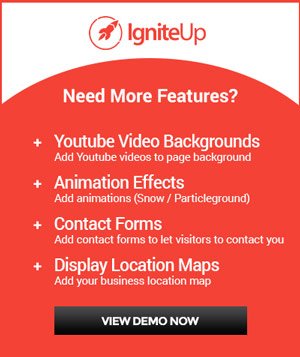 IgniteUp
Need More Features?
+ Youtube Video Backgrounds
Add Youtube videos to page background
+ Animation Effects
Add animations (Snow / Particleground)
+ Contact Forms
Add contact forms to let visitors to contact you
+ Display Location Maps
Add your business location map
VIEW DEMO NOW